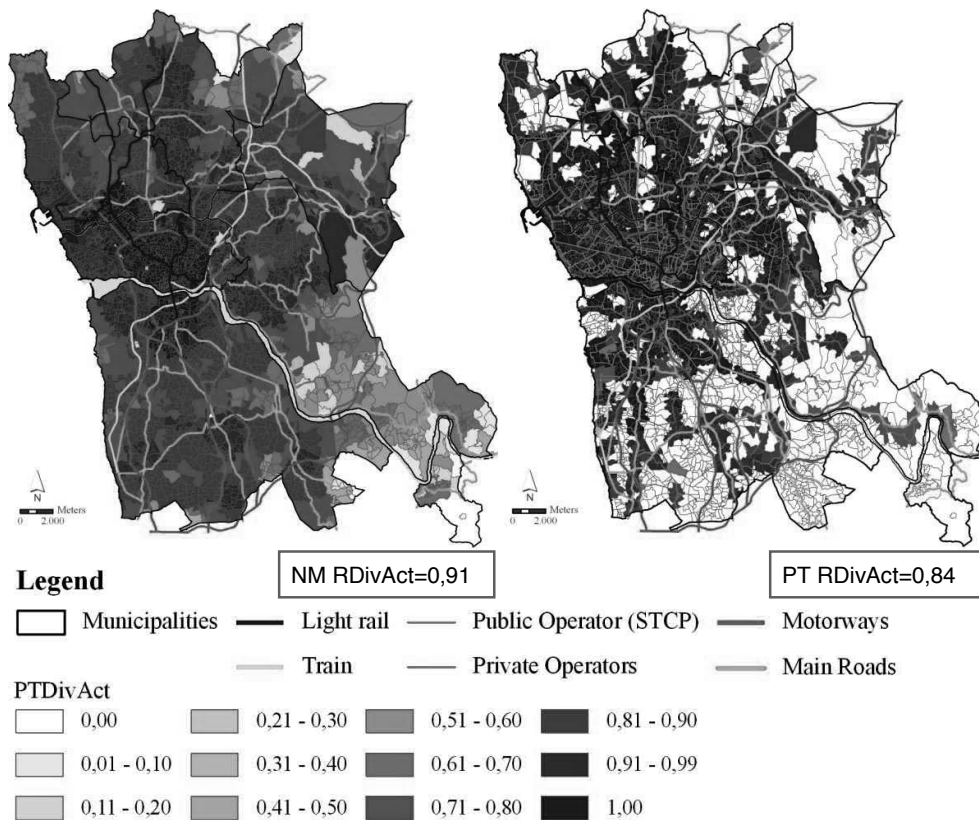 N
0 2.000 Meters
N
0 2.000 Meters
NM RDivAct=0,91
PT RDivAct=0,84
Legend
Municipalities Light rail Public Operator (STCP) Motorways
Train Private Operators Main Roads
PTDivAct
0,00 0,21 - 0,30 0,51 - 0,60 0,81 - 0,90
0,01 - 0,10 0,31 - 0,40 0,61 - 0,70 0,91 - 0,99
0,11 - 0,20 0,41 - 0,50 0,71 - 0,80 1,00